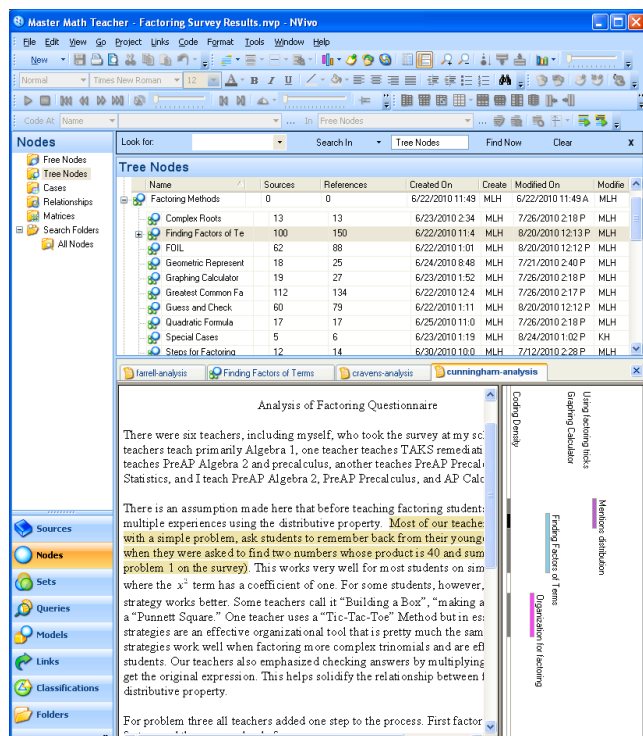 Master Math Teacher - Factoring Survey Results.nvp - NVivo
File Edit View Go Project Links Code Format Tools Window Help
New
Normal Times New Roman 12 A B I U
Code At Name ... In Free Nodes ...
Nodes
Free Nodes
Tree Nodes
Cases
Relationships
Matrices
Search Folders
All Nodes
Look for: Search In Tree Nodes Find Now Clear x
Tree Nodes
Name Sources References Created On Create Modified On Modifie
Factoring Methods 0 0 6/22/2010 11:49 MLH 6/22/2010 11:49 A MLH
Complex Roots 13 13 6/23/2010 2:34 MLH 7/26/2010 2:18 P MLH
Finding Factors of Te 100 150 6/22/2010 11:4 MLH 8/20/2010 12:13 P MLH
FOIL 62 88 6/22/2010 1:01 MLH 8/20/2010 12:12 P MLH
Geometric Represent 18 25 6/24/2010 8:48 MLH 7/21/2010 2:40 P MLH
Graphing Calculator 19 27 6/23/2010 1:52 MLH 7/26/2010 2:18 P MLH
Greatest Common Fa 112 134 6/22/2010 12:4 MLH 7/26/2010 2:17 P MLH
Guess and Check 60 79 6/22/2010 1:11 MLH 8/20/2010 12:12 P MLH
Quadratic Formula 17 17 6/25/2010 11:0 MLH 7/26/2010 2:18 P MLH
Special Cases 5 6 6/23/2010 1:19 MLH 8/24/2010 1:02 P KH
Steps for Factoring 12 14 6/30/2010 10:0 MLH 7/12/2010 2:28 P MLH
farrell-analysis Finding Factors of Terms cravens-analysis cunningham-analysis
Analysis of Factoring Questionnaire
There were six teachers, including myself, who took the survey at my scl
teachers teach primarily Algebra 1, one teacher teaches TAKS remediati
teaches PreAP Algebra 2 and precalculus, another teaches PreAP Precal
Statistics, and I teach PreAP Algebra 2, PreAP Precalculus, and AP Calc
There is an assumption made here that before teaching factoring student
multiple experiences using the distributive property. Most of our teache
with a simple problem, ask students to remember back from their young
when they were asked to find two numbers whose product is 40 and sum
problem 1 on the survey). This works very well for most students on sim
where the x² term has a coefficient of one. For some students, however,
strategy works better. Some teachers call it “Building a Box”, “making a
a “Punnett Square.” One teacher uses a “Tic-Tac-Toe” Method but in es
strategies are an effective organizational tool that is pretty much the sam
strategies work well when factoring more complex trinomials and are eff
students. Our teachers also emphasized checking answers by multiplying
get the original expression. This helps solidify the relationship between f
distributive property.
For problem three all teachers added one step to the process. First factor
Coding Density
Graphing Calculator
Using factoring tricks
Finding Factors of Terms
Mentions distribution
Organization for factoring
Sources
Nodes
Sets
Queries
Models
Links
Classifications
Folders